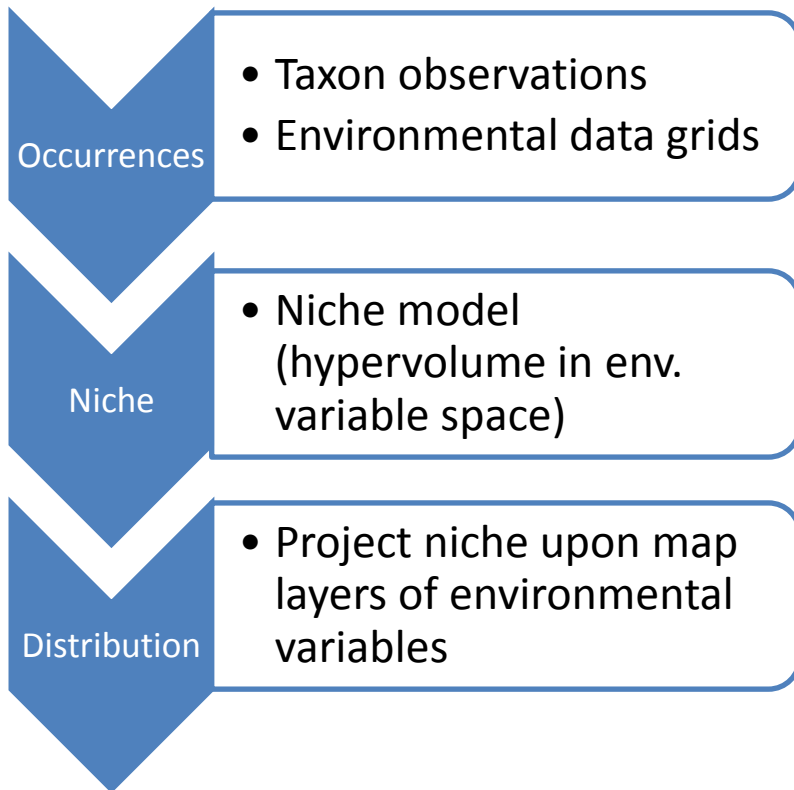 Occurrences
• Taxon observations
• Environmental data grids
Niche
• Niche model
(hypervolume in env.
variable space)
Distribution
• Project niche upon map
layers of environmental
variables